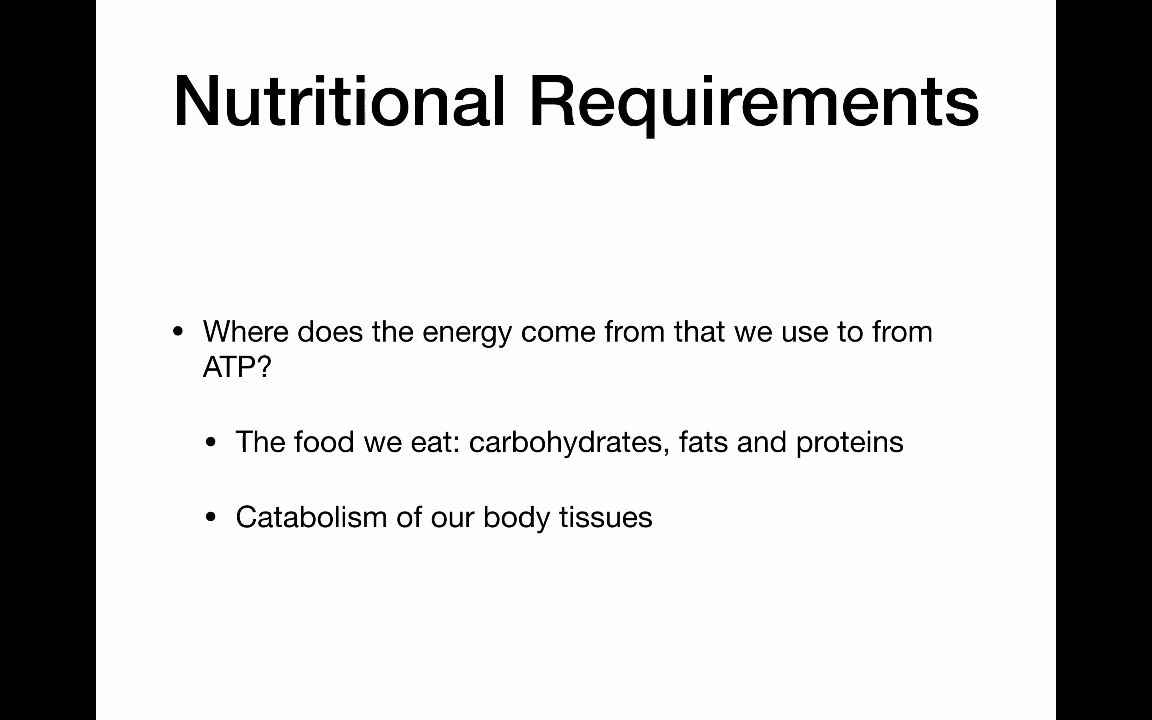 Nutritional Requirements
• Where does the energy come from that we use to from
ATP?
• The food we eat: carbohydrates, fats and proteins
• Catabolism of our body tissues